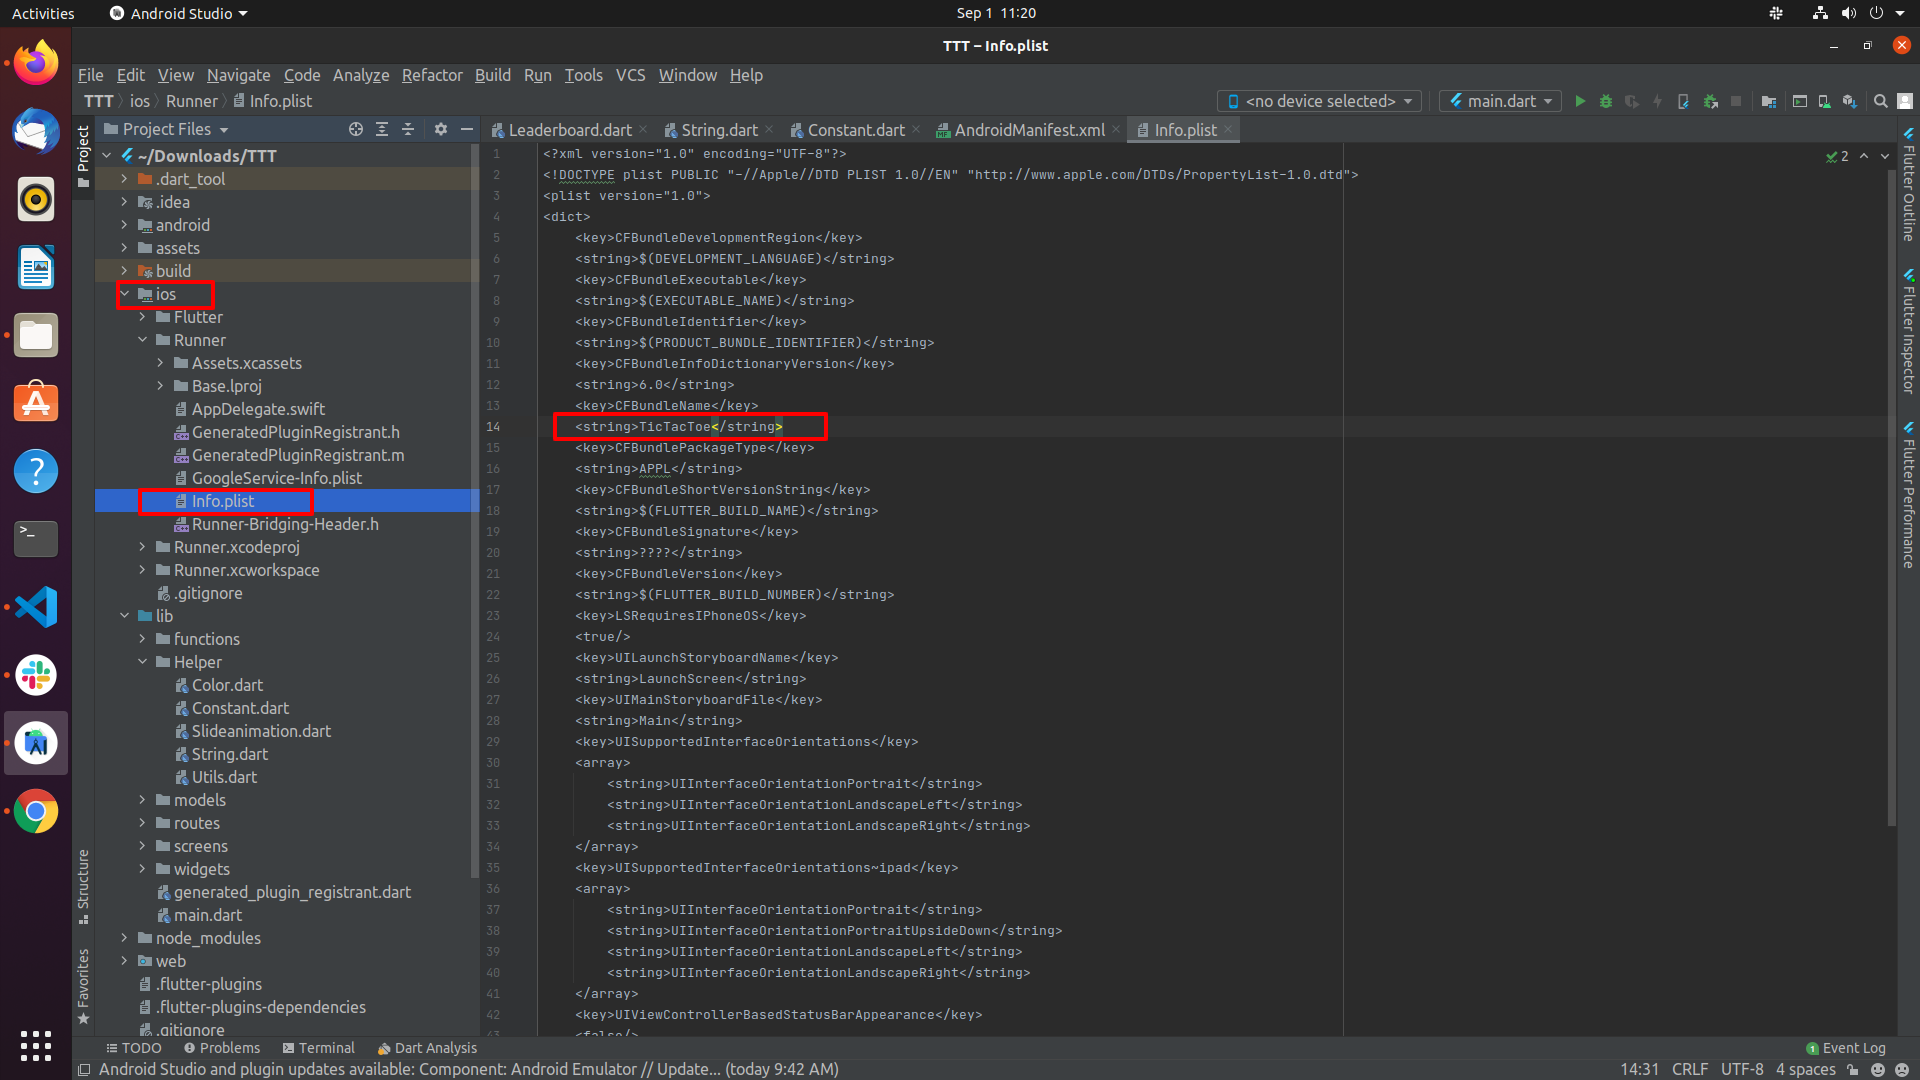 Activities
Android Studio
Sep 1 11:20
TTT – Info.plist
File Edit View Navigate Code Analyze Refactor Build Run Tools VCS Window Help
TTT ios Runner Info.plist
<no device selected>
main.dart
Project
Project Files
Leaderboard.dart
String.dart
Constant.dart
AndroidManifest.xml
Info.plist
~/Downloads/TTT
.dart_tool
.idea
android
assets
build
ios
Flutter
Runner
Assets.xcassets
Base.lproj
AppDelegate.swift
GeneratedPluginRegistrant.h
GeneratedPluginRegistrant.m
GoogleService-Info.plist
Info.plist
Runner-Bridging-Header.h
Runner.xcodeproj
Runner.xcworkspace
.gitignore
lib
functions
Helper
Color.dart
Constant.dart
Slideanimation.dart
String.dart
Utils.dart
models
routes
screens
widgets
generated_plugin_registrant.dart
main.dart
node_modules
web
.flutter-plugins
.flutter-plugins-dependencies
.gitignore
Structure
Favorites
1 <?xml version="1.0" encoding="UTF-8"?>
2 <!DOCTYPE plist PUBLIC "-//Apple//DTD PLIST 1.0//EN" "http://www.apple.com/DTDs/PropertyList-1.0.dtd">
3 <plist version="1.0">
4 <dict>
5 <key>CFBundleDevelopmentRegion</key>
6 <string>$(DEVELOPMENT_LANGUAGE)</string>
7 <key>CFBundleExecutable</key>
8 <string>$(EXECUTABLE_NAME)</string>
9 <key>CFBundleIdentifier</key>
10 <string>$(PRODUCT_BUNDLE_IDENTIFIER)</string>
11 <key>CFBundleInfoDictionaryVersion</key>
12 <string>6.0</string>
13 <key>CFBundleName</key>
14 <string>TicTacToe</string>
15 <key>CFBundlePackageType</key>
16 <string>APPL</string>
17 <key>CFBundleShortVersionString</key>
18 <string>$(FLUTTER_BUILD_NAME)</string>
19 <key>CFBundleSignature</key>
20 <string>????</string>
21 <key>CFBundleVersion</key>
22 <string>$(FLUTTER_BUILD_NUMBER)</string>
23 <key>LSRequiresIPhoneOS</key>
24 <true/>
25 <key>UILaunchStoryboardName</key>
26 <string>LaunchScreen</string>
27 <key>UIMainStoryboardFile</key>
28 <string>Main</string>
29 <key>UISupportedInterfaceOrientations</key>
30 <array>
31 <string>UIInterfaceOrientationPortrait</string>
32 <string>UIInterfaceOrientationLandscapeLeft</string>
33 <string>UIInterfaceOrientationLandscapeRight</string>
34 </array>
35 <key>UISupportedInterfaceOrientations~ipad</key>
36 <array>
37 <string>UIInterfaceOrientationPortrait</string>
38 <string>UIInterfaceOrientationPortraitUpsideDown</string>
39 <string>UIInterfaceOrientationLandscapeLeft</string>
40 <string>UIInterfaceOrientationLandscapeRight</string>
41 </array>
42 <key>UIViewControllerBasedStatusBarAppearance</key>
43 <false/>
2
Flutter Outline
Flutter Inspector
Flutter Performance
TODO Problems Terminal Dart Analysis
1 Event Log
Android Studio and plugin updates available: Component: Android Emulator // Update... (today 9:42 AM)
14:31 CRLF UTF-8 4 spaces